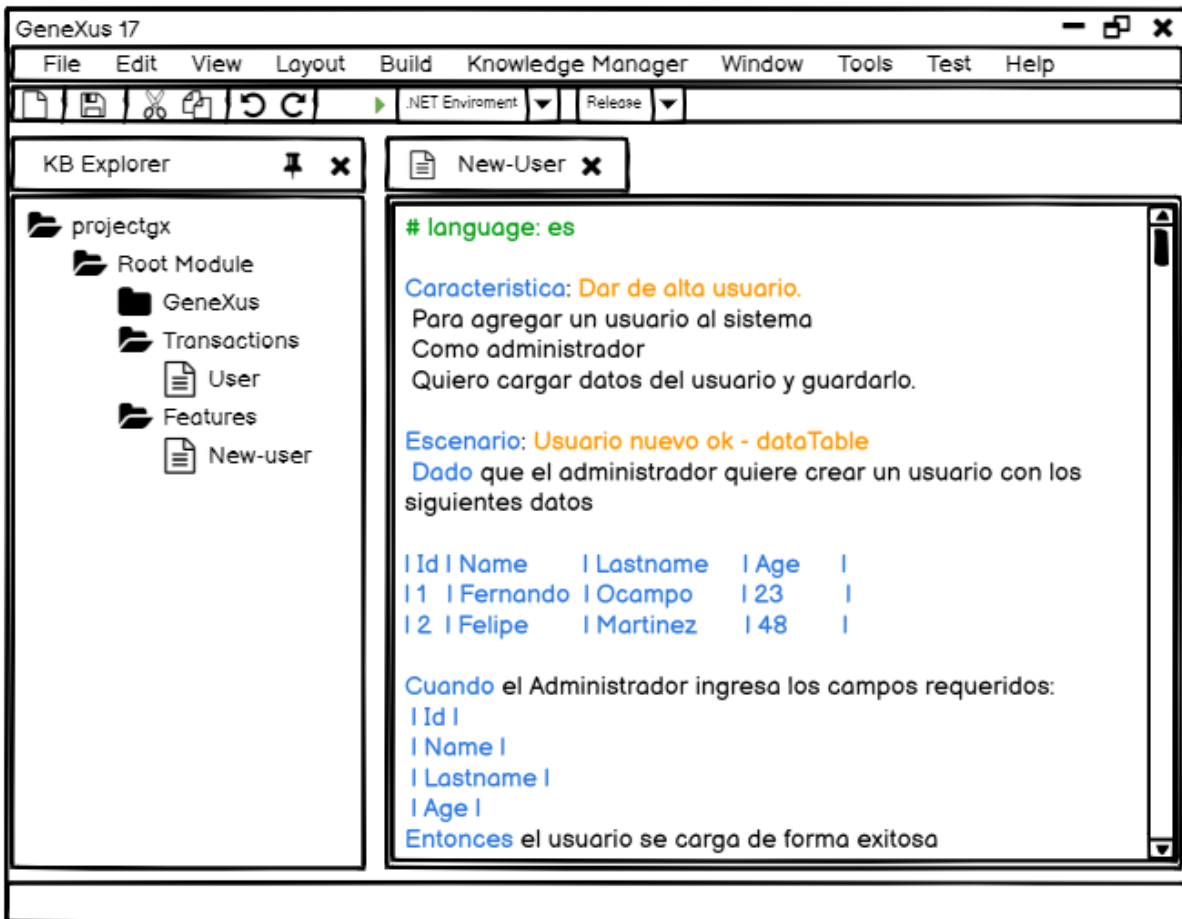 GeneXus 17
File Edit View Layout Build Knowledge Manager Window Tools Test Help
.NET Enviroment Release
KB Explorer
projectgx
Root Module
GeneXus
Transactions
User
Features
New-user
New-User
# language: es
Caracteristica: Dar de alta usuario.
Para agregar un usuario al sistema
Como administrador
Quiero cargar datos del usuario y guardarlo.
Escenario: Usuario nuevo ok - dataTable
Dado que el administrador quiere crear un usuario con los
siguientes datos
| Id | Name | Lastname | Age |
| 1 | Fernando | Ocampo | 23 |
| 2 | Felipe | Martinez | 48 |
Cuando el Administrador ingresa los campos requeridos:
| Id |
| Name |
| Lastname |
| Age |
Entonces el usuario se carga de forma exitosa